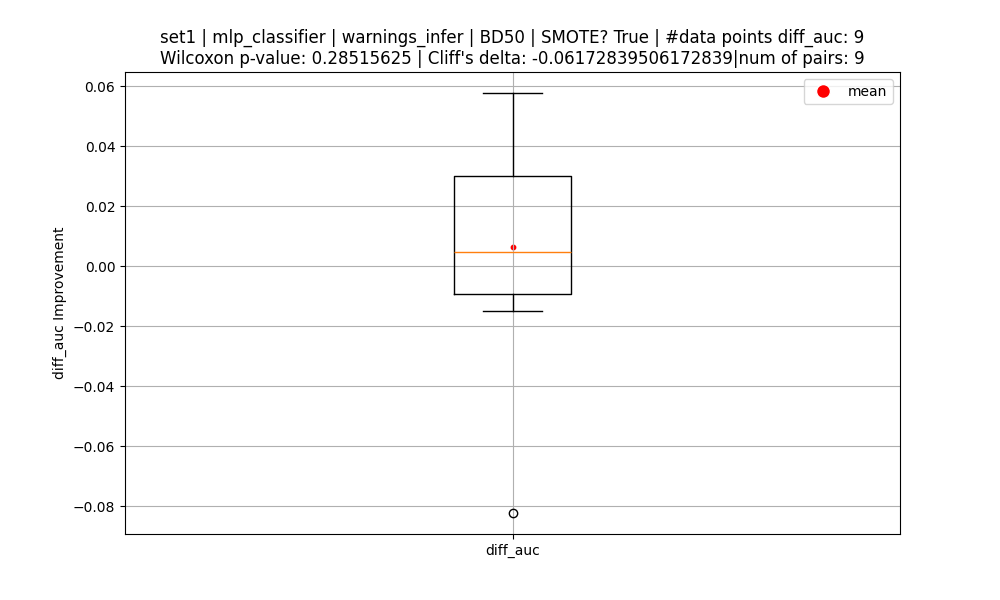 set1 | mlp_classifier | warnings_infer | BD50 | SMOTE? True | #data points diff_auc: 9
Wilcoxon p-value: 0.28515625 | Cliff's delta: -0.06172839506172839|num of pairs: 9
mean
0.06
0.04
0.02
0.00
−0.02
−0.04
−0.06
−0.08
diff_auc Improvement
diff_auc